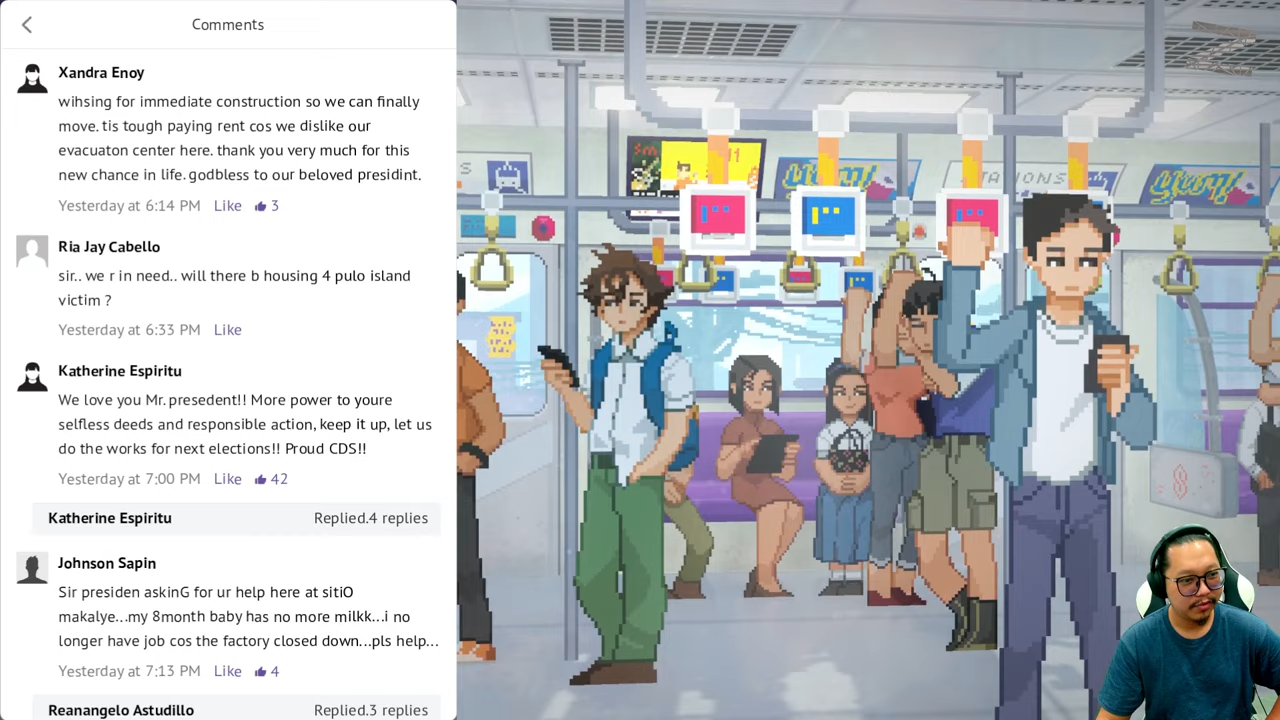 Comments
Xandra Enoy
wihsing for immediate construction so we can finally
move. tis tough paying rent cos we dislike our
evacuaton center here. thank you very much for this
new chance in life. godbless to our beloved presidint.
Yesterday at 6:14 PM Like 3
Ria Jay Cabello
sir.. we r in need.. will there b housing 4 pulo island
victim ?
Yesterday at 6:33 PM Like
Katherine Espiritu
We love you Mr. presedent!! More power to youre
selfless deeds and responsible action, keep it up, let us
do the works for next elections!! Proud CDS!!
Yesterday at 7:00 PM Like 42
Katherine Espiritu Replied.4 replies
Johnson Sapin
Sir presiden askinG for ur help here at sitiO
makalye...my 8month baby has no more milkk...i no
longer have job cos the factory closed down...pls help...
Yesterday at 7:13 PM Like 4
Reanangelo Astudillo Replied.3 replies
Yum!
Yum!